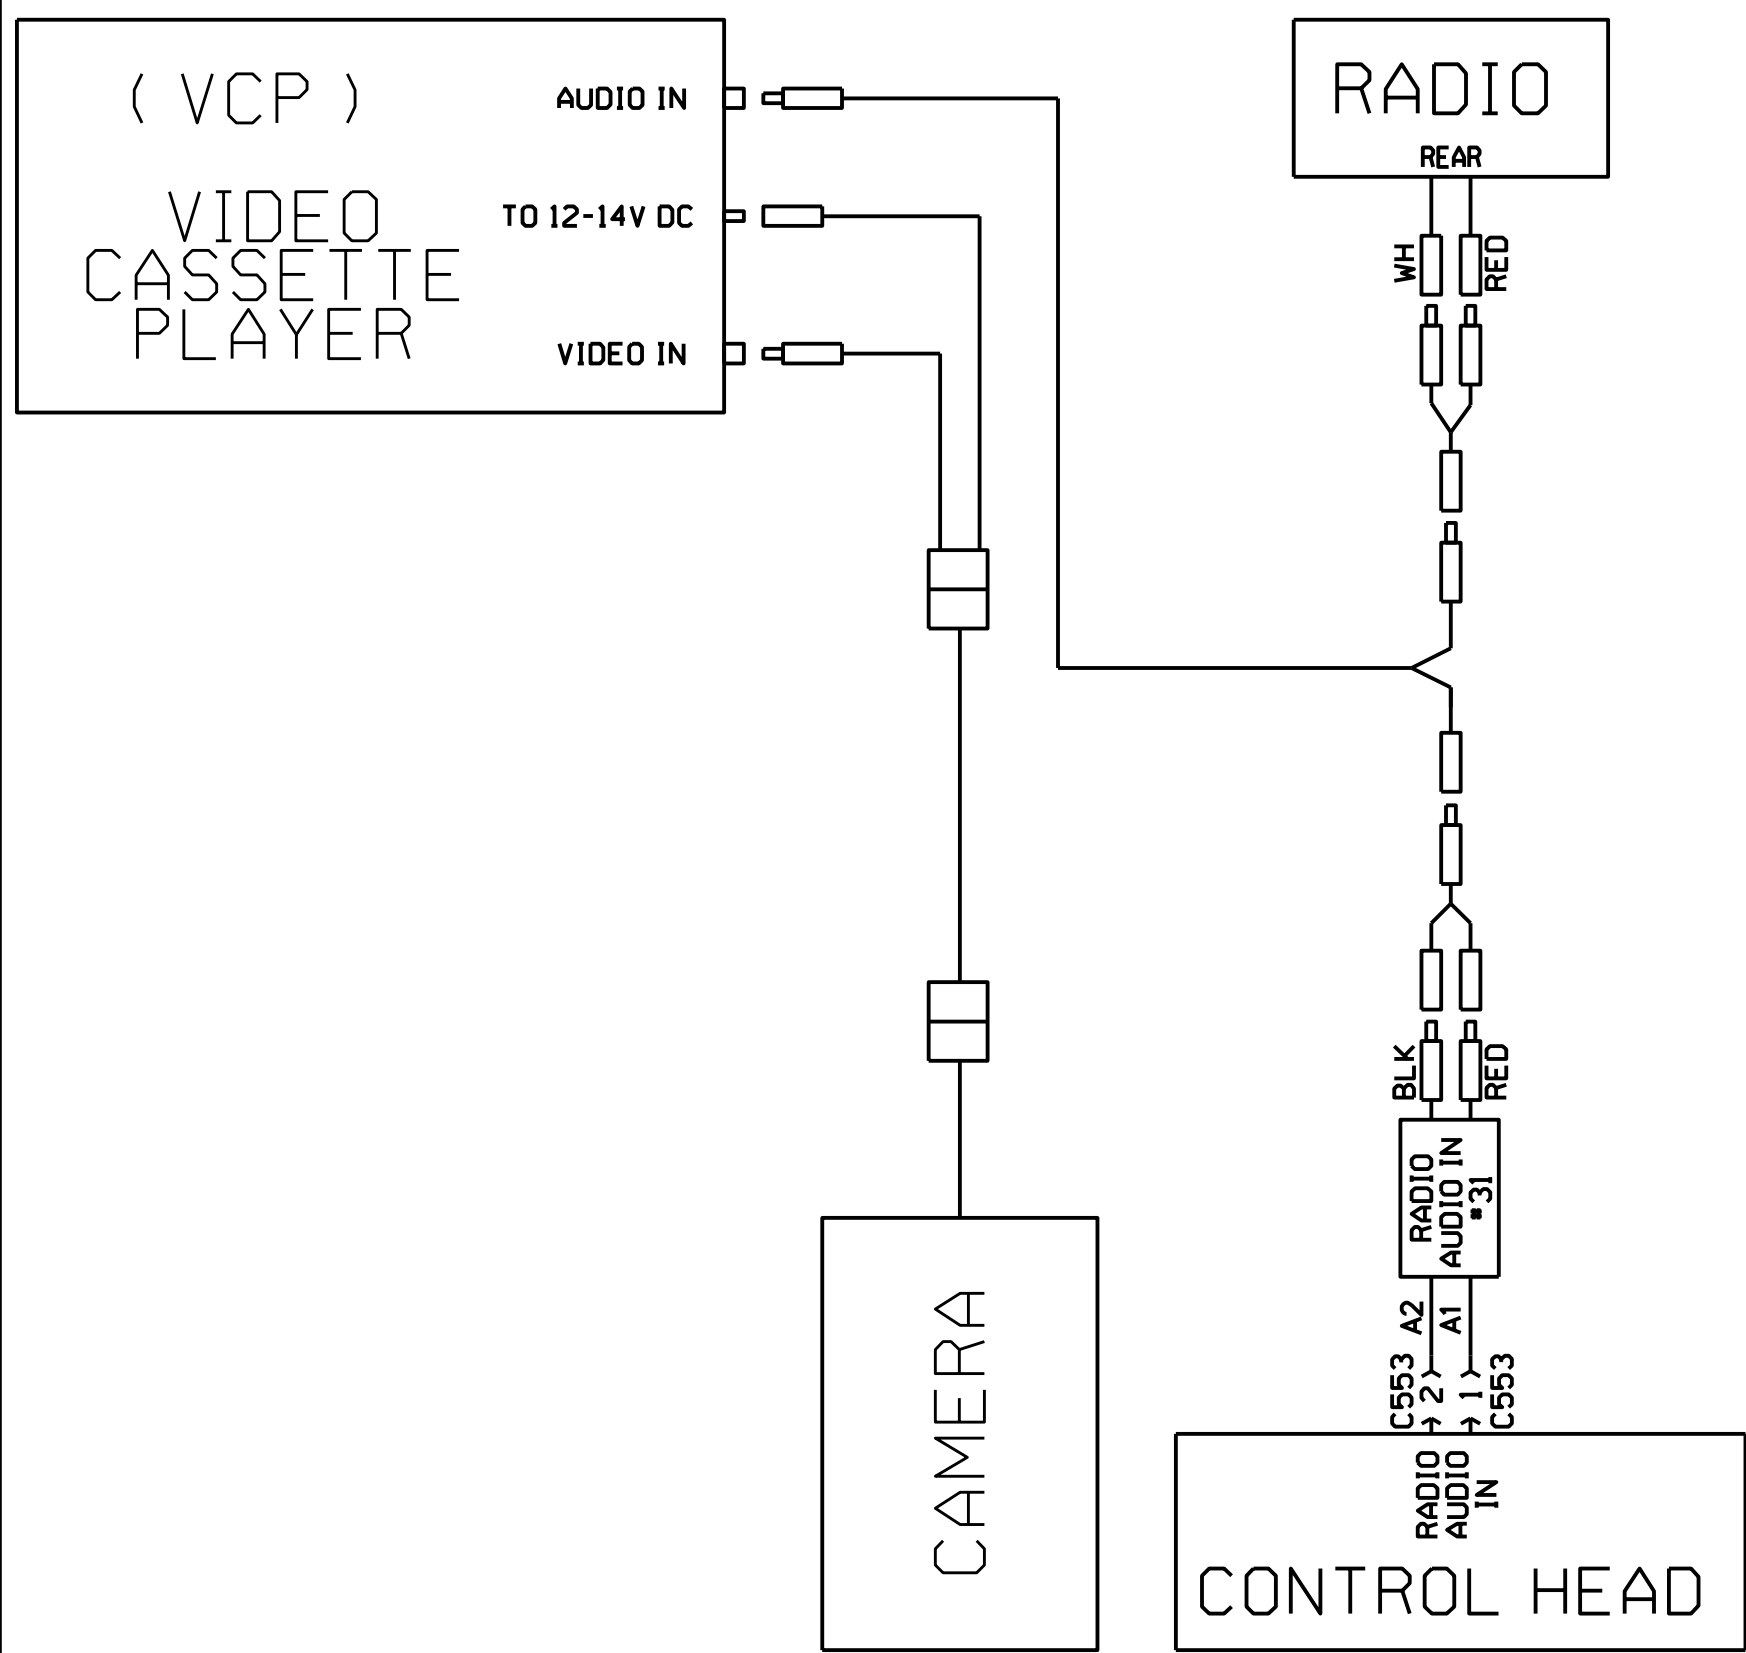 ( VCP )
AUDIO IN
VIDEO
CASSETTE
PLAYER
TO 12-14V DC
VIDEO IN
RADIO
REAR
WH
RED
BLK
RED
RADIO
AUDIO IN
#31
A2
A1
C553
2
1
C553
RADIO
AUDIO
IN
CONTROL HEAD
CAMERA